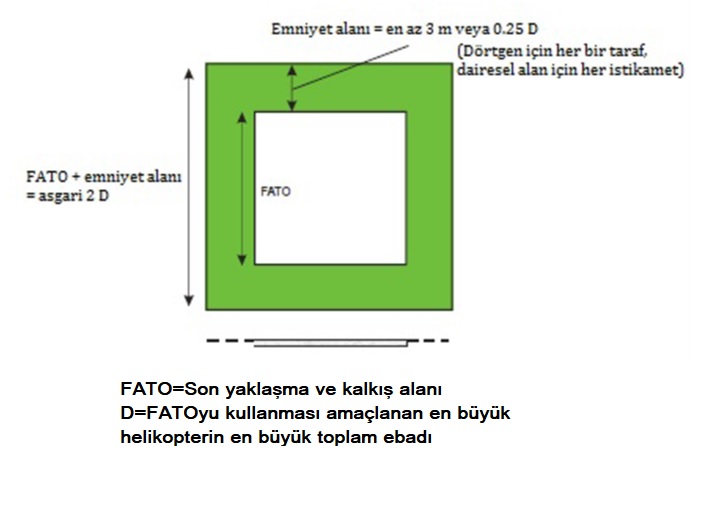 Emniyet alanı = en az 3 m veya 0.25 D
(Dörtgen için her bir taraf,
dairesel alan için her istikamet)
FATO + emniyet alanı
= asgari 2 D
FATO
FATO=Son yaklaşma ve kalkış alanı
D=FATOyu kullanması amaçlanan en büyük
helikopterin en büyük toplam ebadı